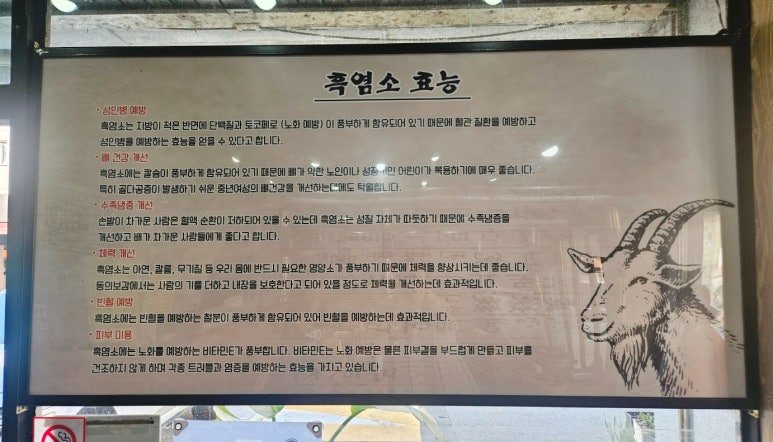 흑염소 효능
· 성인병 예방
흑염소는 지방이 적은 반면에 단백질과 토코페로 (노화 예방) 이 풍부하게 함유되어 있기 때문에 혈관 질환을 예방하고
성인병을 예방하는 효능을 얻을 수 있다고 합니다.
· 뼈 건강 개선
흑염소에는 칼슘이 풍부하게 함유되어 있기 때문에 뼈가 약한 노인이나 성장기인 어린이가 복용하기에 매우 좋습니다.
특히 골다공증이 발생하기 쉬운 중년여성의 뼈건강을 개선하는데에도 탁월합니다.
· 수족냉증 개선
손발이 차가운 사람은 혈액 순환이 저하되어 있을 수 있는데 흑염소는 성질 자체가 따듯하기 때문에 수족냉증을
개선하고 배가 차가운 사람들에게 좋다고 합니다.
· 체력 개선
흑염소는 아연, 칼륨, 무기질 등 우리 몸에 반드시 필요한 영양소가 풍부하기 때문에 체력을 향상시키는데 좋습니다.
동의보감에서는 사람의 기를 더하고 내장을 보호한다고 되어 있을 정도로 체력을 개선하는데 효과적입니다.
· 빈혈 예방
흑염소에는 빈혈을 예방하는 철분이 풍부하게 함유되어 있어 빈혈을 예방하는데 효과적입니다.
· 피부 미용
흑염소에는 노화를 예방하는 비타민E가 풍부합니다. 비타민E는 노화 예방은 물론 피부결을 부드럽게 만들고 피부를
건조하지 않게 하며 각종 트러블과 염증을 예방하는 효능을 가지고 있습니다.